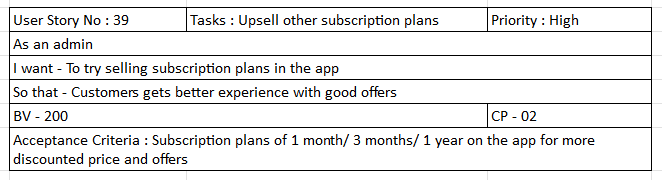 User Story No : 39 Tasks : Upsell other subscription plans Priority : High
As an admin
I want - To try selling subscription plans in the app
So that - Customers gets better experience with good offers
BV - 200 CP - 02
Acceptance Criteria : Subscription plans of 1 month/ 3 months/ 1 year on the app for more
discounted price and offers